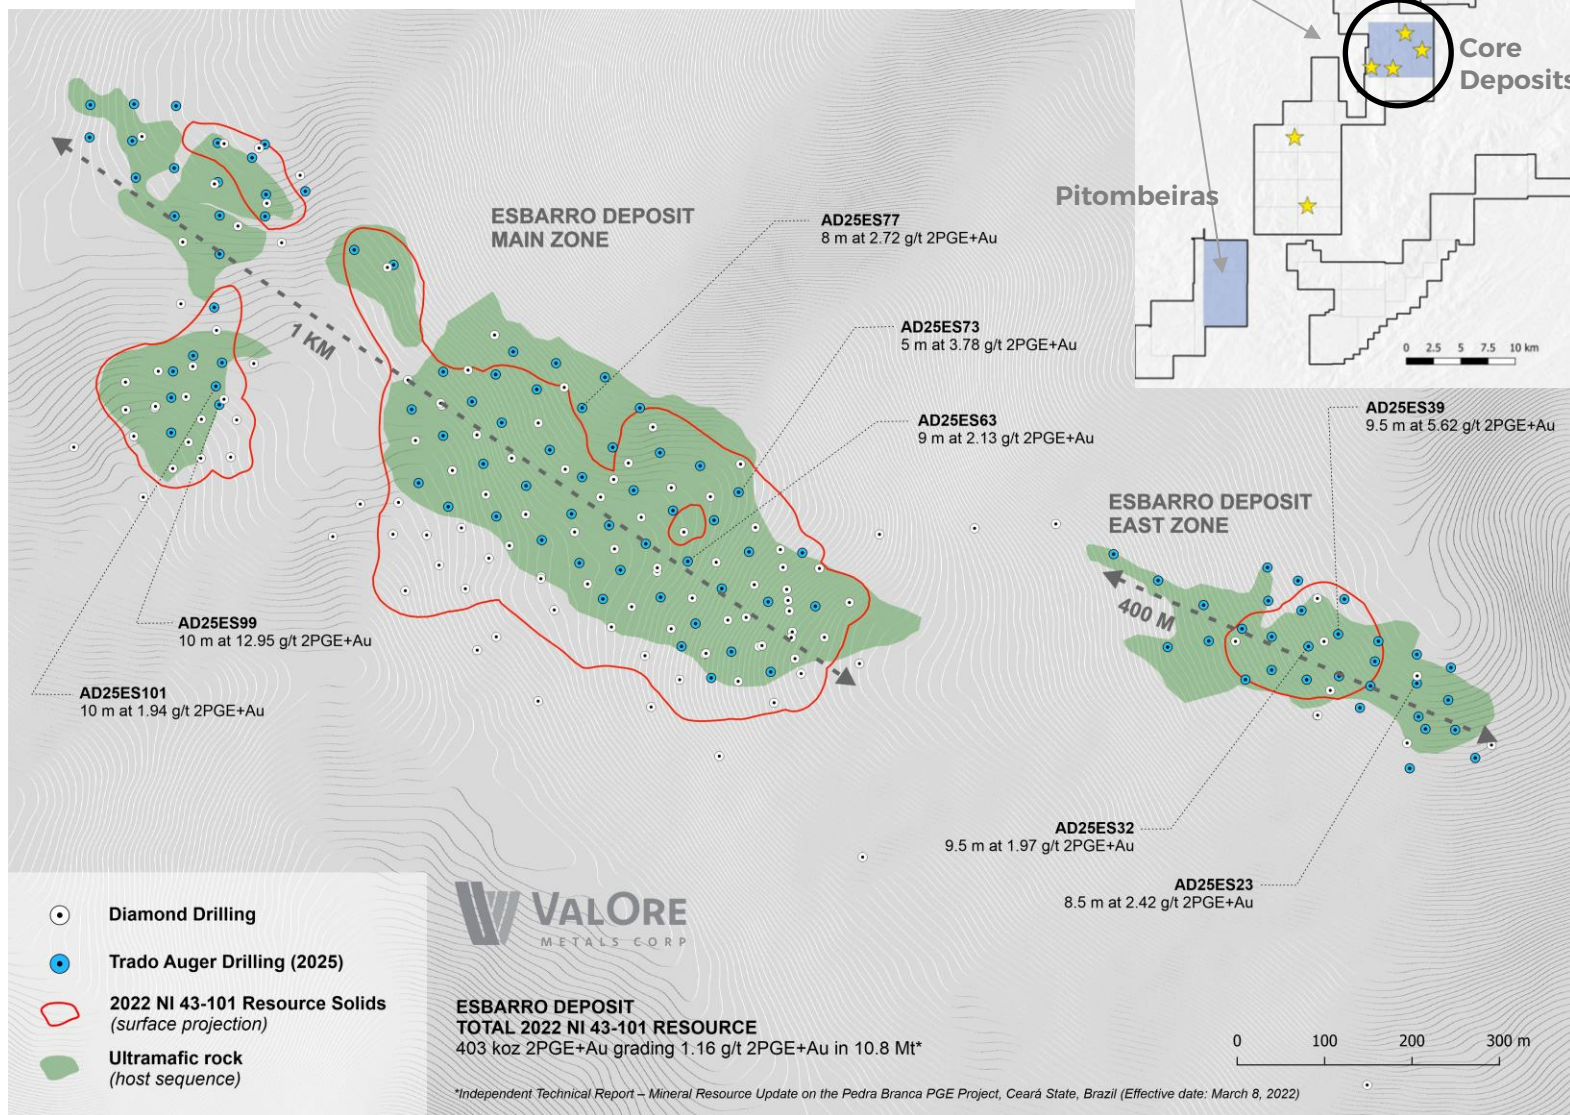 Core
Deposits
Pitombeiras
0 2.5 5 7.5 10 km
ESBARRO DEPOSIT
MAIN ZONE
1 KM
AD25ES77
8 m at 2.72 g/t 2PGE+Au
AD25ES73
5 m at 3.78 g/t 2PGE+Au
AD25ES63
9 m at 2.13 g/t 2PGE+Au
AD25ES39
9.5 m at 5.62 g/t 2PGE+Au
ESBARRO DEPOSIT
EAST ZONE
400 M
AD25ES99
10 m at 12.95 g/t 2PGE+Au
AD25ES101
10 m at 1.94 g/t 2PGE+Au
AD25ES32
9.5 m at 1.97 g/t 2PGE+Au
AD25ES23
8.5 m at 2.42 g/t 2PGE+Au
Diamond Drilling
Trado Auger Drilling (2025)
2022 NI 43-101 Resource Solids
(surface projection)
Ultramafic rock
(host sequence)
VALORE
METALS CORP
ESBARRO DEPOSIT
TOTAL 2022 NI 43-101 RESOURCE
403 koz 2PGE+Au grading 1.16 g/t 2PGE+Au in 10.8 Mt*
0 100 200 300 m
*Independent Technical Report – Mineral Resource Update on the Pedra Branca PGE Project, Ceará State, Brazil (Effective date: March 8, 2022)